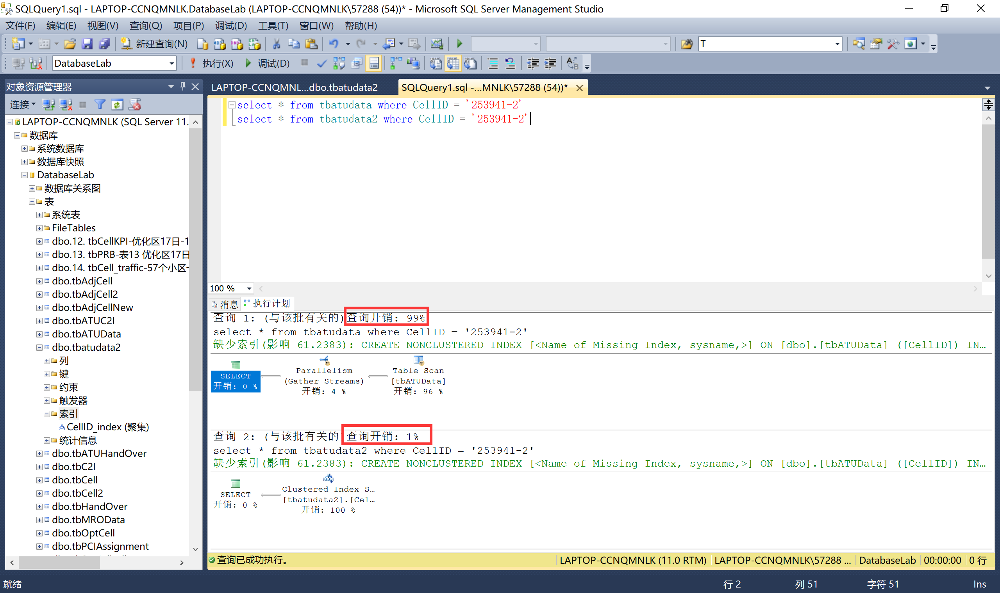 SQLQuery1.sql - LAPTOP-CCNQMNLK.DatabaseLab (LAPTOP-CCNQMNLK\57288 (54))* - Microsoft SQL Server Management Studio
文件(F) 编辑(E) 视图(V) 查询(Q) 项目(P) 调试(D) 工具(T) 窗口(W) 帮助(H)
新建查询(N) T
DatabaseLab 执行(X) 调试(D)
对象资源管理器
连接
LAPTOP-CCNQMNLK (SQL Server 11.
数据库
系统数据库
数据库快照
DatabaseLab
数据库关系图
表
系统表
FileTables
dbo.12. tbCellKPI-优化区17日-1
dbo.13. tbPRB-表13 优化区17日
dbo.14. tbCell_traffic-57个小区-
dbo.tbAdjCell
dbo.tbAdjCell2
dbo.tbAdjCellNew
dbo.tbATUC2I
dbo.tbATUData
dbo.tbatudata2
列
键
约束
触发器
索引
CellID_index (聚集)
统计信息
dbo.tbATUHandOver
dbo.tbC2I
dbo.tbCell
dbo.tbCell2
dbo.tbHandOver
dbo.tbMROData
dbo.tbOptCell
dbo.tbPCIAssignment
LAPTOP-CCNQMNL...dbo.tbatudata2 SQLQuery1.sql -...MNLK\57288 (54))*
select * from tbatudata where CellID = '253941-2'
select * from tbatudata2 where CellID = '253941-2'
100 %
消息 执行计划
查询 1: (与该批有关的)查询开销: 99%
select * from tbatudata where CellID = '253941-2'
缺少索引(影响 61.2383): CREATE NONCLUSTERED INDEX [<Name of Missing Index, sysname,>] ON [dbo].[tbATUData] ([CellID]) IN...
SELECT
开销: 0 %
Parallelism
(Gather Streams)
开销: 4 %
Table Scan
[tbATUData]
开销: 96 %
查询 2: (与该批有关的 查询开销: 1%
select * from tbatudata2 where CellID = '253941-2'
缺少索引(影响 61.2383): CREATE NONCLUSTERED INDEX [<Name of Missing Index, sysname,>] ON [dbo].[tbATUData] ([CellID]) IN...
SELECT
开销: 0 %
Clustered Index S...
[tbatudata2].[Cel...
开销: 100 %
查询已成功执行。 LAPTOP-CCNQMNLK (11.0 RTM) LAPTOP-CCNQMNLK\57288 ... DatabaseLab 00:00:00 0 行
就绪 行 2 列 51 字符 51 Ins